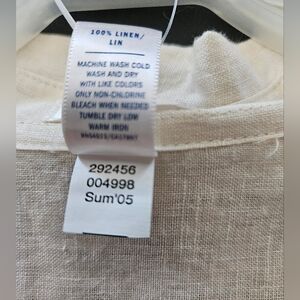 100% LINEN/
LIN
MACHINE WASH COLD
WASH AND DRY
WITH LIKE COLORS
ONLY NON-CHLORINE
BLEACH WHEN NEEDED
TUMBLE DRY LOW
WARM IRON
292456
004998
Sum'05